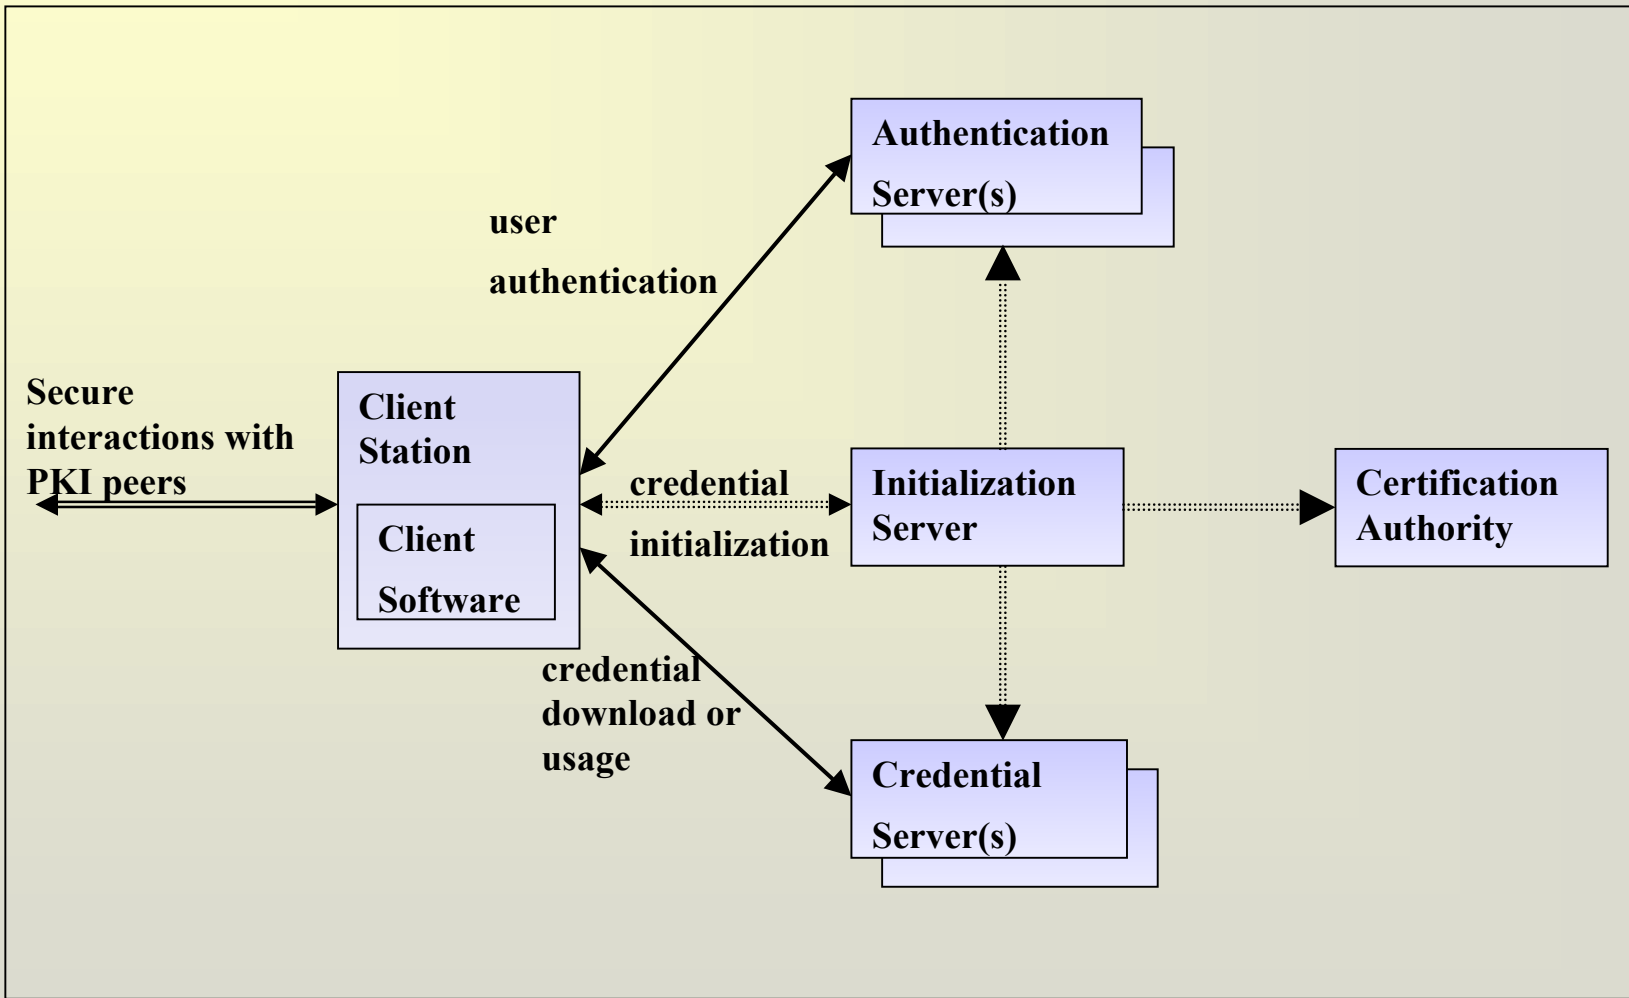 Authentication
Server(s)
user
authentication
Secure
interactions with
PKI peers
Client
Station
Client
Software
credential
initialization
Initialization
Server
Certification
Authority
credential
download or
usage
Credential
Server(s)